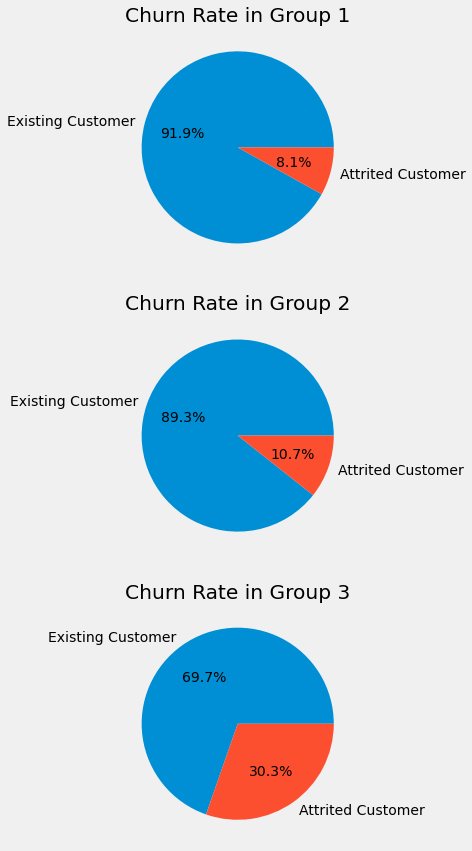 Churn Rate in Group 1
Existing Customer
91.9%
8.1%
Attrited Customer
Churn Rate in Group 2
Existing Customer
89.3%
10.7%
Attrited Customer
Churn Rate in Group 3
Existing Customer
69.7%
30.3%
Attrited Customer